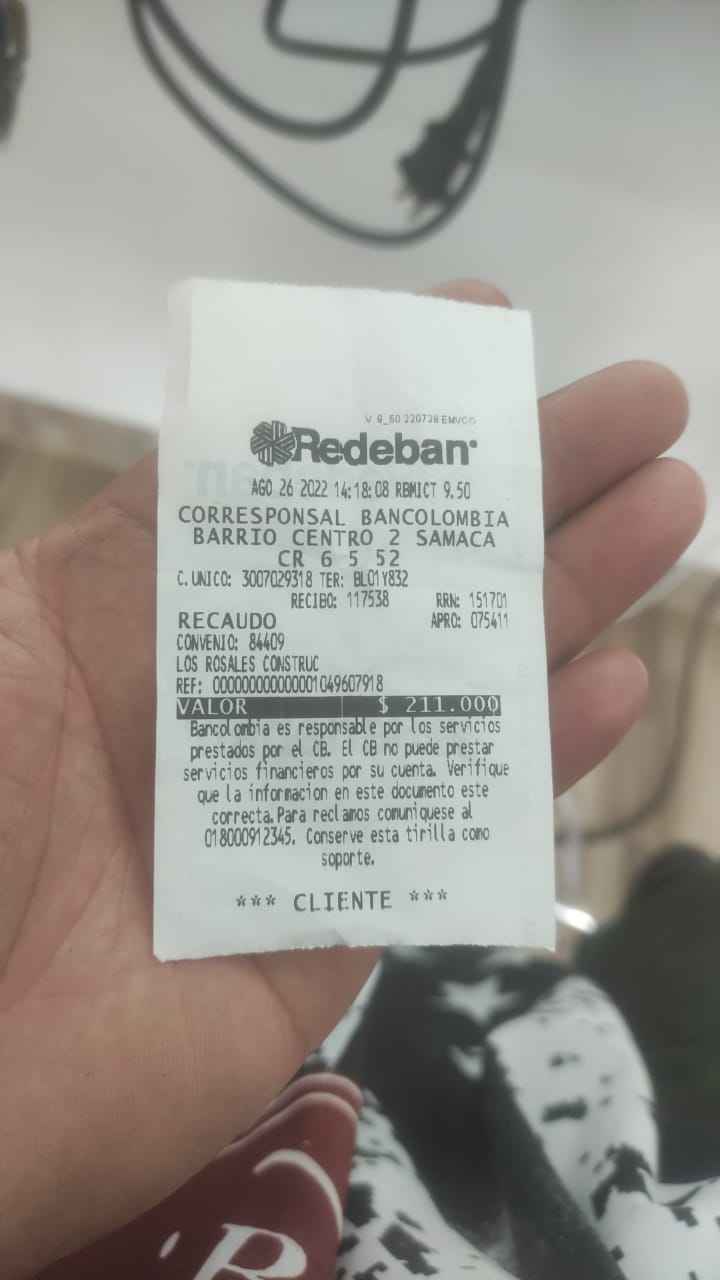 V 9_50 220728 EMVCO
Redeban
AGO 26 2022 14:18:08 RBMICT 9.50
CORRESPONSAL BANCOLOMBIA
BARRIO CENTRO 2 SAMACA
CR 6 5 52
C.UNICO: 3007029318 TER: BL01Y832
RECIBO: 117538 RRN: 151701
RECAUDO APRO: 075411
CONVENIO: 84409
LOS ROSALES CONSTRUC
REF: 00000000000001049607918
VALOR $ 211.000
Bancolombia es responsable por los servicios
prestados por el CB. El CB no puede prestar
servicios financieros por su cuenta. Verifique
que la informacion en este documento este
correcta.Para reclamos comuniquese al
018000912345. Conserve esta tirilla como
soporte.
*** CLIENTE ***